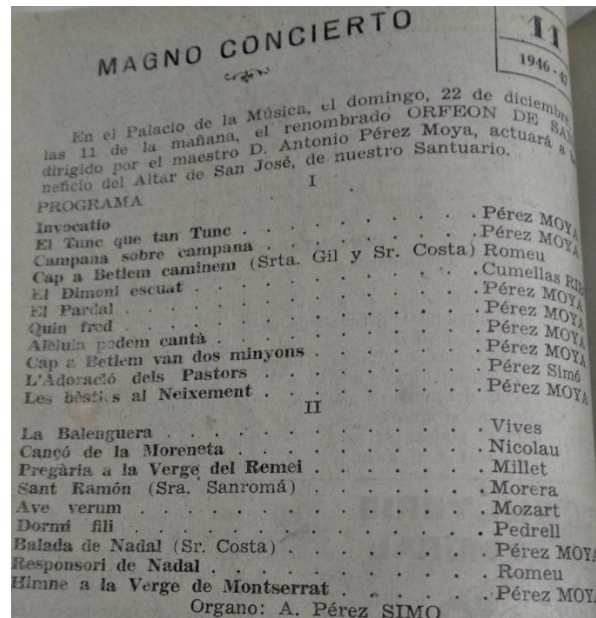 MAGNO CONCIERTO
11
1946-47
En el Palacio de la Música, el domingo, 22 de diciembre
las 11 de la mañana, el renombrado ORFEON DE
dirigido por el maestro D. Antonio Pérez Moya, actuará a
neficio del Altar de San José, de nuestro Santuario.
PROGRAMA I
Invocatio
El Tunc que tan Tunc . . . . . . . . Pérez MOYA
Campana sobre campana . . . . . . . . Pérez MOYA
Cap a Betlem caminem (Srta. Gil y Sr. Costa) Romeu
El Dimoni escuat . . . . . . . . Cumellas RIB
El Pardal . . . . . . . . Pérez MOYA
Quin fred . . . . . . . . Pérez MOYA
Aleluia podem cantà . . . . . . . . Pérez MOYA
Cap a Betlem van dos minyons . . . . . . . Pérez MOYA
L'Adoració dels Pastors . . . . . . . . Pérez Simó
Les bèsties al Neixement . . . . . . . . Pérez MOYA
II
La Balenguera . . . . . . . . Vives
Cançó de la Moreneta . . . . . . . . Nicolau
Pregària a la Verge del Remei . . . . . . . Millet
Sant Ramón (Sra. Sanromá) . . . . . . . Morera
Ave verum . . . . . . . . Mozart
Dormi fili . . . . . . . . Pedrell
Balada de Nadal (Sr. Costa) . . . . . . . Pérez MOYA
Responsori de Nadal . . . . . . . . Romeu
Himne a la Verge de Montserrat . . . . . . Pérez MOYA
Organo: A. Pérez SIMO